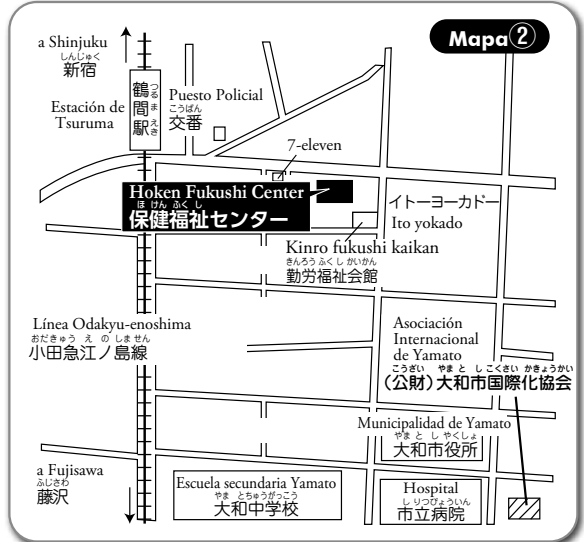 Mapa②
a Shinjuku
しんじゅく
新宿
Estación de
Tsuruma
つるまえき
鶴間駅
Puesto Policial
こうばん
交番
7-eleven
Hoken Fukushi Center
ほけんふくし
保健福祉センター
イトーヨーカドー
Ito yokado
Kinro fukushi kaikan
きんろうふくしかいかん
勤労福祉会館
Línea Odakyu-enoshima
おだきゅうえのしません
小田急江ノ島線
Asociación
Internacional
de Yamato
こうざい やまとしこくさいかきょうかい
(公財)大和市国際化協会
Municipalidad de Yamato
やまとしやくしょ
大和市役所
a Fujisawa
ふじさわ
藤沢
Escuela secundaria Yamato
やまとちゅうがっこう
大和中学校
Hospital
しりつびょういん
市立病院